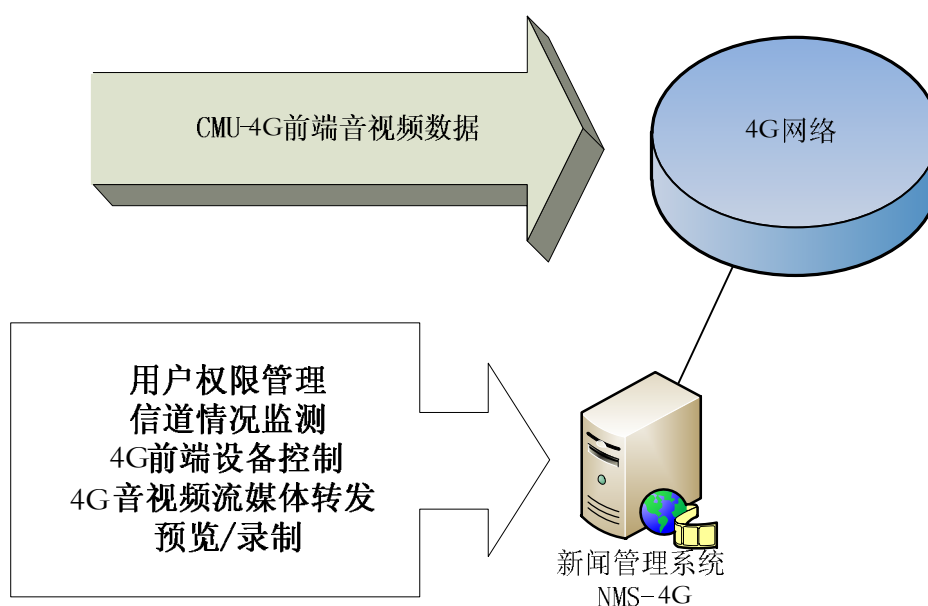 CMU-4G前端音视频数据
4G网络
用户权限管理
信道情况监测
4G前端设备控制
4G音视频流媒体转发
预览/录制
新闻管理系统
NMS-4G